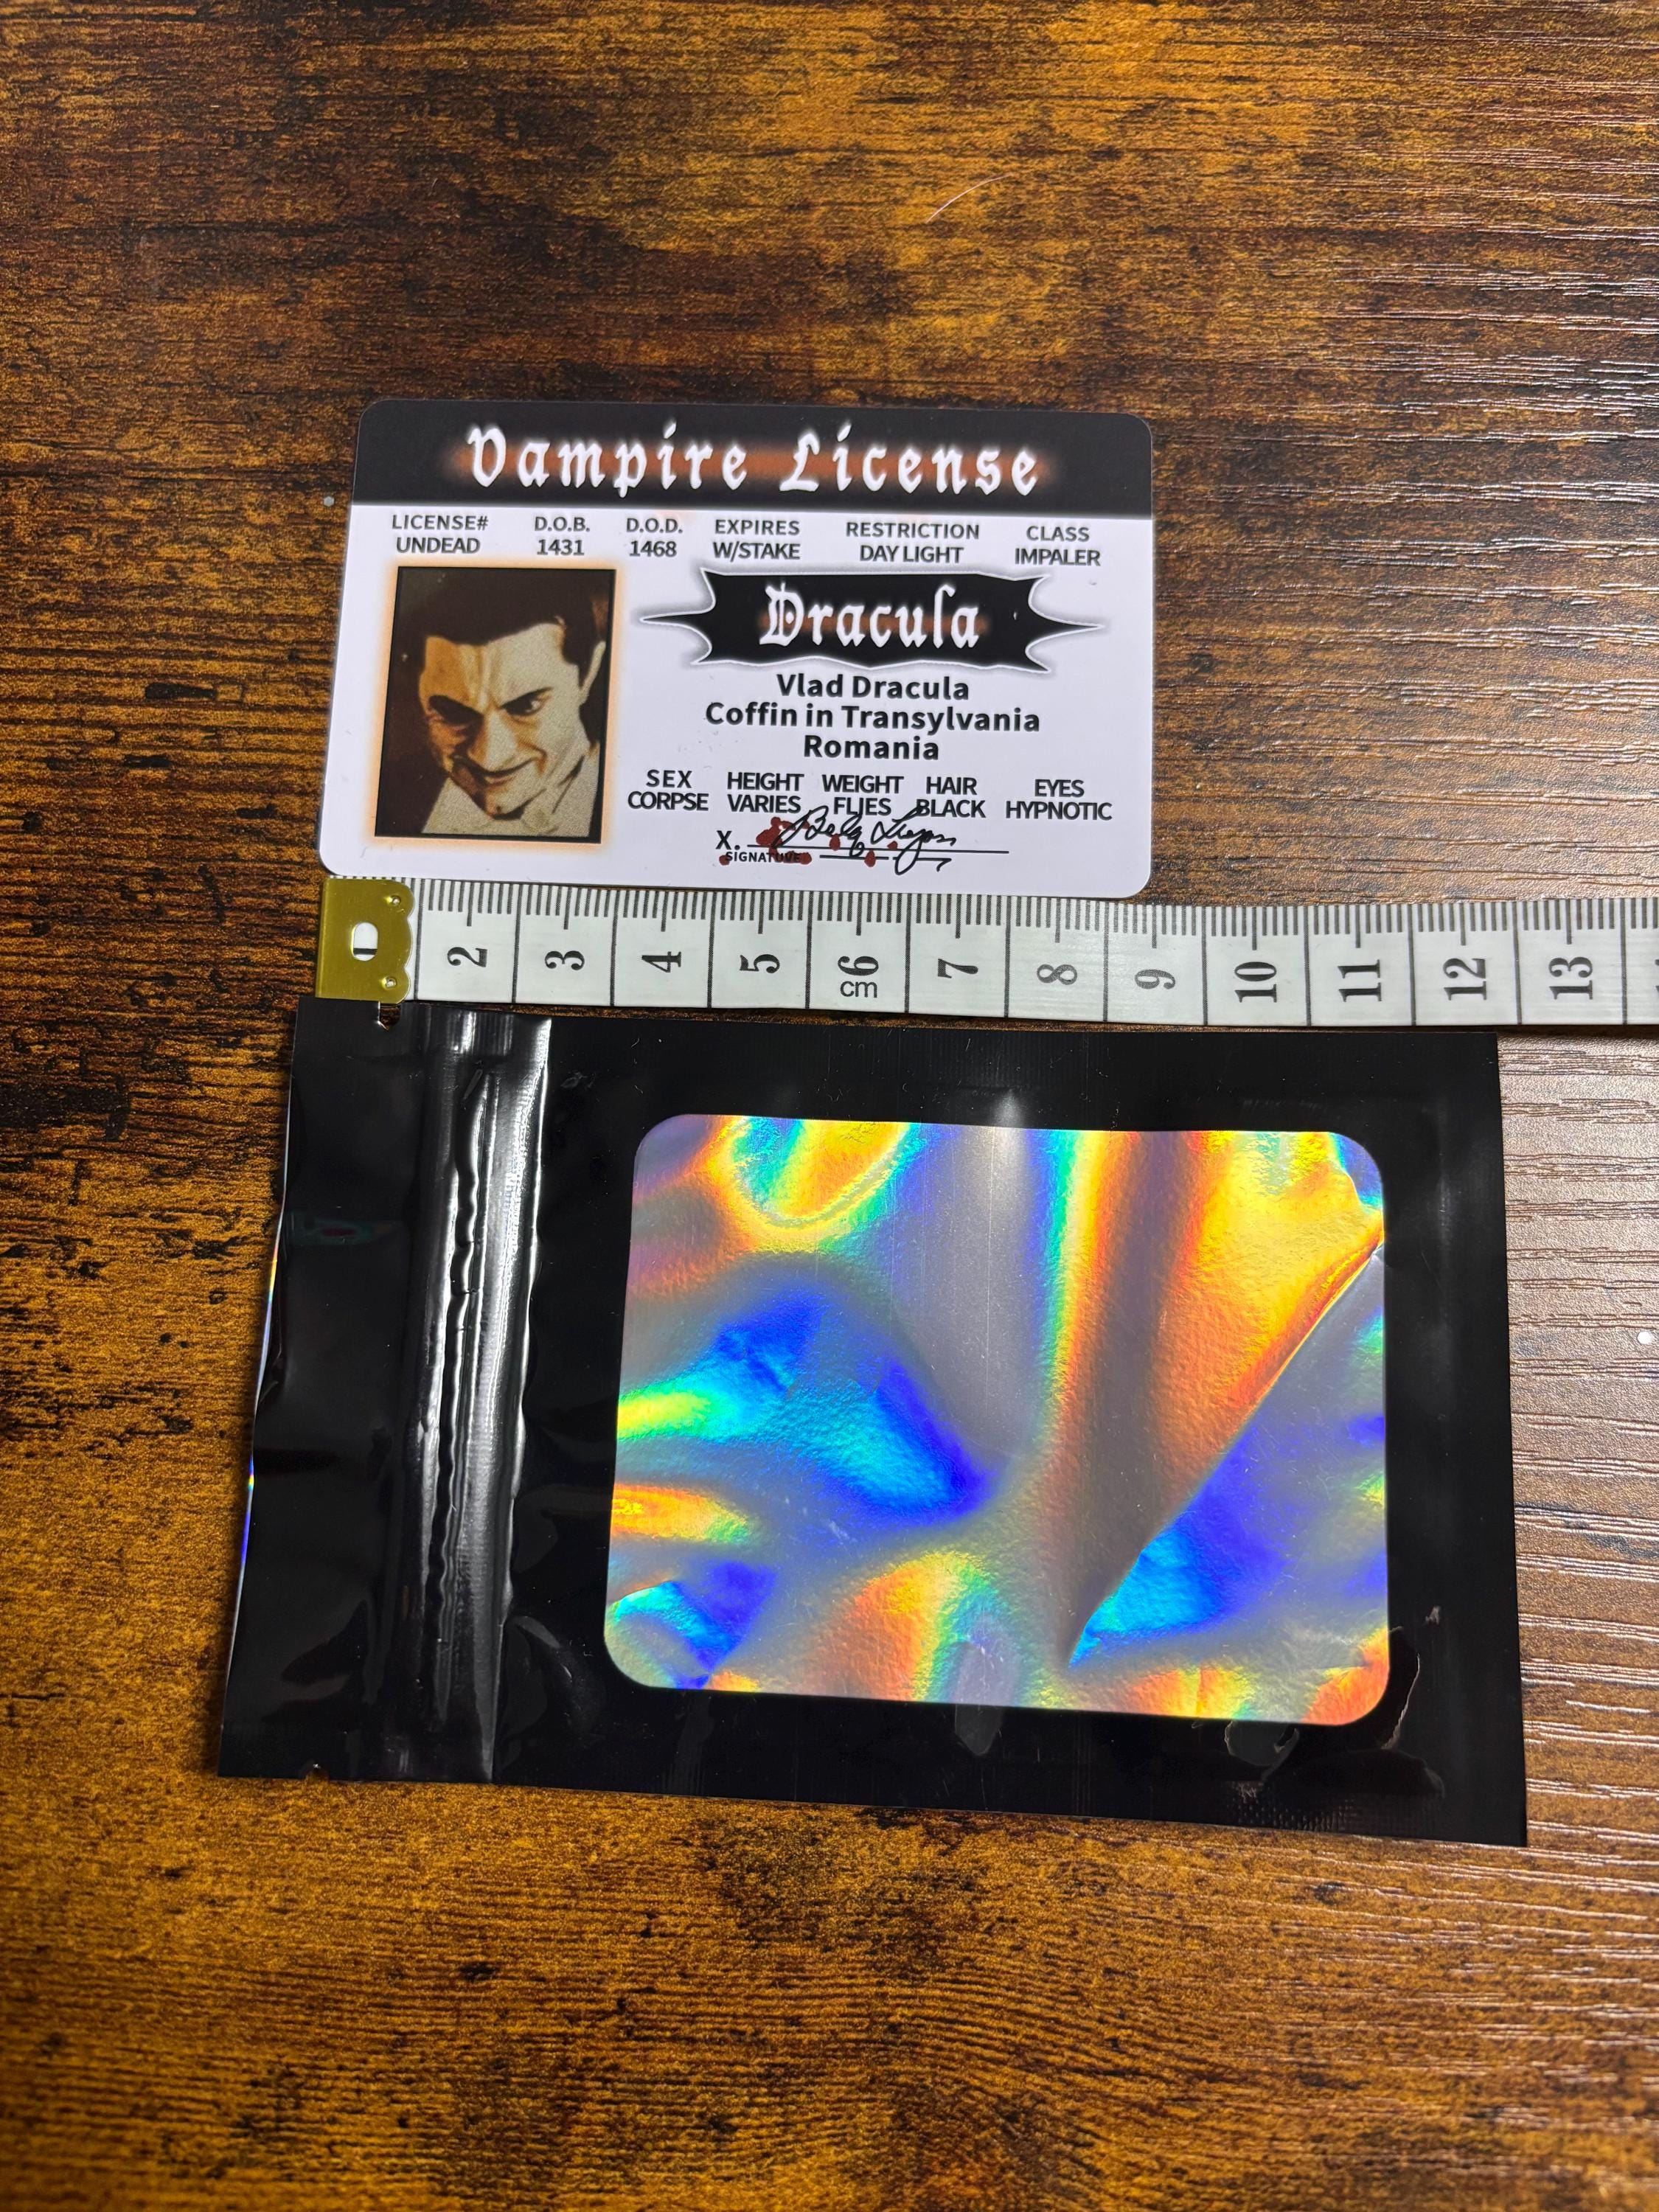 Vampire License
LICENSE# D.O.B. D.O.D. EXPIRES RESTRICTION CLASS
UNDEAD 1431 1468 W/STAKE DAY LIGHT IMPALER
Dracula
Vlad Dracula
Coffin in Transylvania
Romania
SEX HEIGHT WEIGHT HAIR EYES
CORPSE VARIES FLIES BLACK HYPNOTIC
X. Bela Lugosi
SIGNATURE
2 3 4 5 6 7 8 9 10 11 12 13
cm